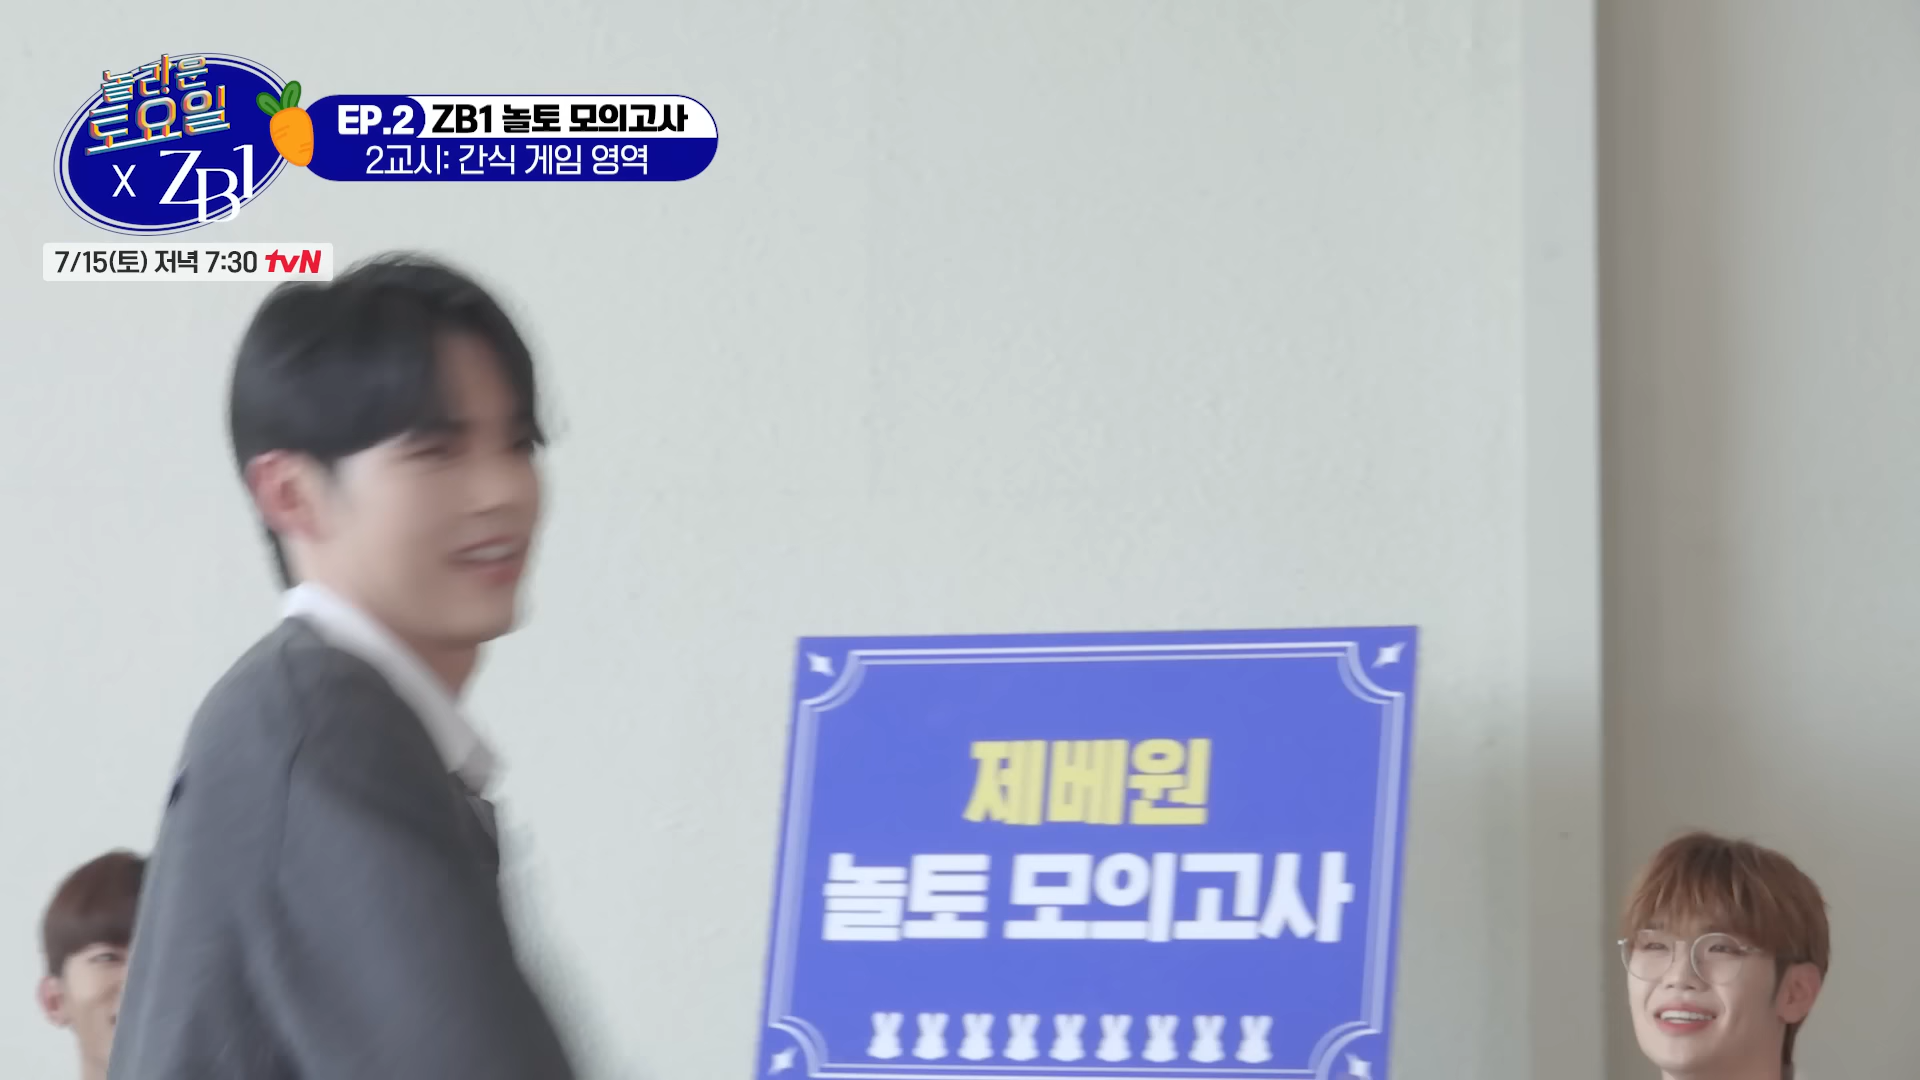 놀라운
토요일
X ZB1
EP.2 ZB1 놀토 모의고사
2교시: 간식 게임 영역
7/15(토) 저녁 7:30 tvN
제베원
놀토 모의고사